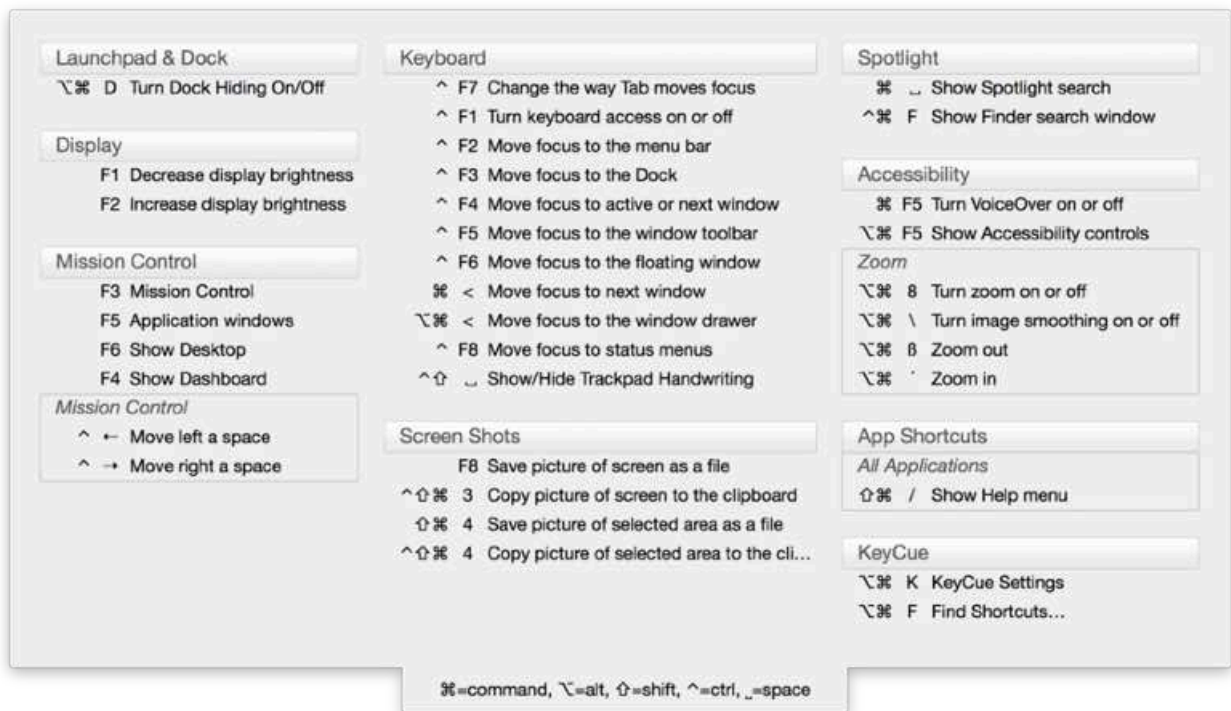 Launchpad & Dock
⌥⌘ D Turn Dock Hiding On/Off
Display
F1 Decrease display brightness
F2 Increase display brightness
Mission Control
F3 Mission Control
F5 Application windows
F6 Show Desktop
F4 Show Dashboard
Mission Control
^ ← Move left a space
^ → Move right a space
Keyboard
^ F7 Change the way Tab moves focus
^ F1 Turn keyboard access on or off
^ F2 Move focus to the menu bar
^ F3 Move focus to the Dock
^ F4 Move focus to active or next window
^ F5 Move focus to the window toolbar
^ F6 Move focus to the floating window
⌘ < Move focus to next window
⌥⌘ < Move focus to the window drawer
^ F8 Move focus to status menus
^⇧ ␣ Show/Hide Trackpad Handwriting
Screen Shots
F8 Save picture of screen as a file
^⇧⌘ 3 Copy picture of screen to the clipboard
⇧⌘ 4 Save picture of selected area as a file
^⇧⌘ 4 Copy picture of selected area to the cli...
Spotlight
⌘ ␣ Show Spotlight search
^⌘ F Show Finder search window
Accessibility
⌘ F5 Turn VoiceOver on or off
⌥⌘ F5 Show Accessibility controls
Zoom
⌥⌘ 8 Turn zoom on or off
⌥⌘ \ Turn image smoothing on or off
⌥⌘ ß Zoom out
⌥⌘ ´ Zoom in
App Shortcuts
All Applications
⇧⌘ / Show Help menu
KeyCue
⌥⌘ K KeyCue Settings
⌥⌘ F Find Shortcuts...
⌘=command, ⌥=alt, ⇧=shift, ^=ctrl, ␣=space